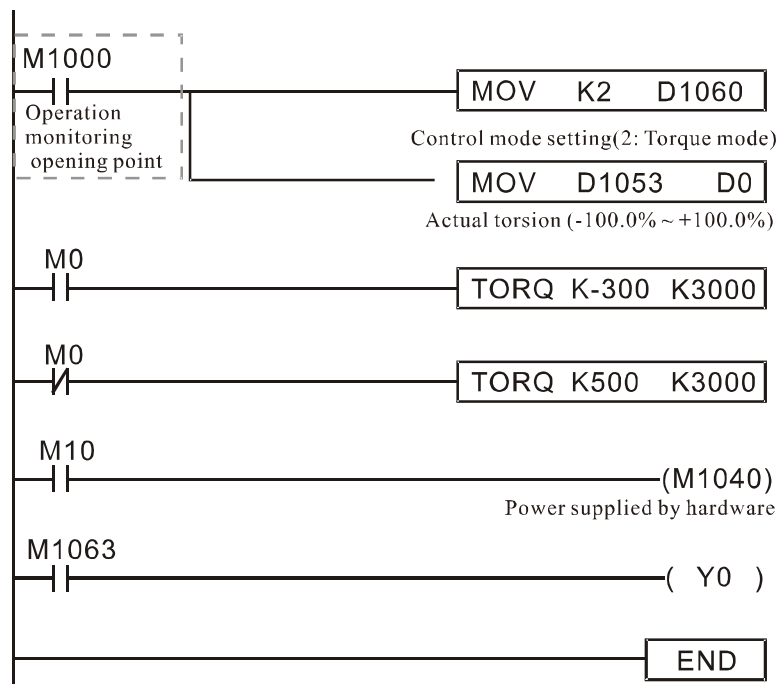 M1000
MOV K2 D1060
Operation
monitoring
opening point
Control mode setting(2: Torque mode)
MOV D1053 D0
Actual torsion (-100.0% ~ +100.0%)
M0
TORQ K-300 K3000
M0
TORQ K500 K3000
M10
(M1040)
Power supplied by hardware
M1063
( Y0 )
END